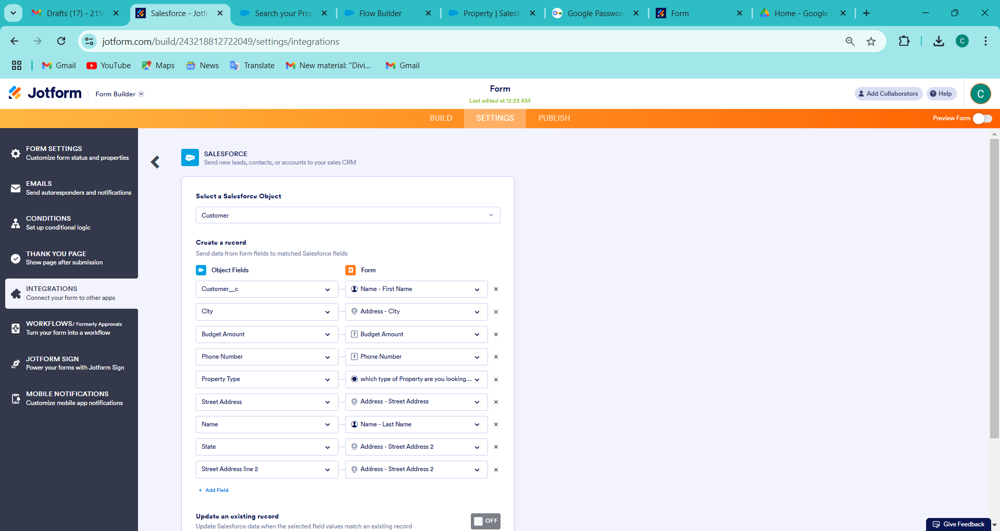 Drafts (17) - 215
Salesforce - Jotfo
Search your Prop
Flow Builder
Property | Salesf
Google Passwor
Form
Home - Google
jotform.com/build/243218812722049/settings/integrations
C
Gmail
YouTube
Maps
News
Translate
New material: "Divi...
Gmail
Jotform
Form Builder
Form
Last edited at 12:23 AM
Add Collaborators
Help
C
BUILD
SETTINGS
PUBLISH
Preview Form
FORM SETTINGS
Customize form status and properties
EMAILS
Send autoresponders and notifications
CONDITIONS
Set up conditional logic
THANK YOU PAGE
Show page after submission
INTEGRATIONS
Connect your form to other apps
WORKFLOWS/ Formerly Approvals
Turn your form into a workflow
JOTFORM SIGN
Power your forms with Jotform Sign
MOBILE NOTIFICATIONS
Customize mobile app notifications
SALESFORCE
Send new leads, contacts, or accounts to your sales CRM
Select a Salesforce Object
Customer
Create a record
Send data from form fields to matched Salesforce fields
Object Fields
Form
Customer__c
Name - First Name
City
Address - City
Budget Amount
7 Budget Amount
Phone Number
7 Phone Number
Property Type
which type of Property are you looking...
Street Address
Address - Street Address
Name
Name - Last Name
State
Address - Street Address 2
Street Address line 2
Address - Street Address 2
+ Add Field
Update an existing record
OFF
Update Salesforce data when the selected field values match an existing record
Give Feedback